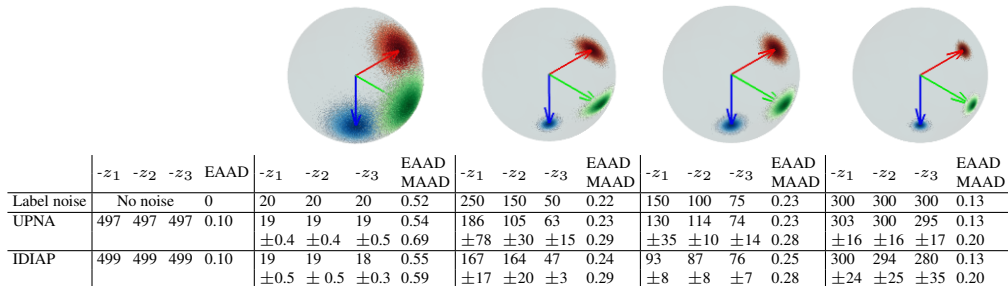 -z1 -z2 -z3 EAAD -z1 -z2 -z3 EAAD MAAD -z1 -z2 -z3 EAAD MAAD -z1 -z2 -z3 EAAD MAAD -z1 -z2 -z3 EAAD MAAD
Label noise No noise 0 20 20 20 0.52 250 150 50 0.22 150 100 75 0.23 300 300 300 0.13
UPNA 497 497 497 0.10 19 19 19 0.54 186 105 63 0.23 130 114 74 0.23 303 300 295 0.13
±0.4 ±0.4 ±0.5 0.69 ±78 ±30 ±15 0.29 ±35 ±10 ±14 0.28 ±16 ±16 ±17 0.20
IDIAP 499 499 499 0.10 19 19 18 0.55 167 164 47 0.24 93 87 76 0.25 300 294 280 0.13
±0.5 ± 0.5 ±0.3 0.59 ±17 ±20 ±3 0.29 ±8 ±8 ±7 0.28 ±24 ±25 ±35 0.20